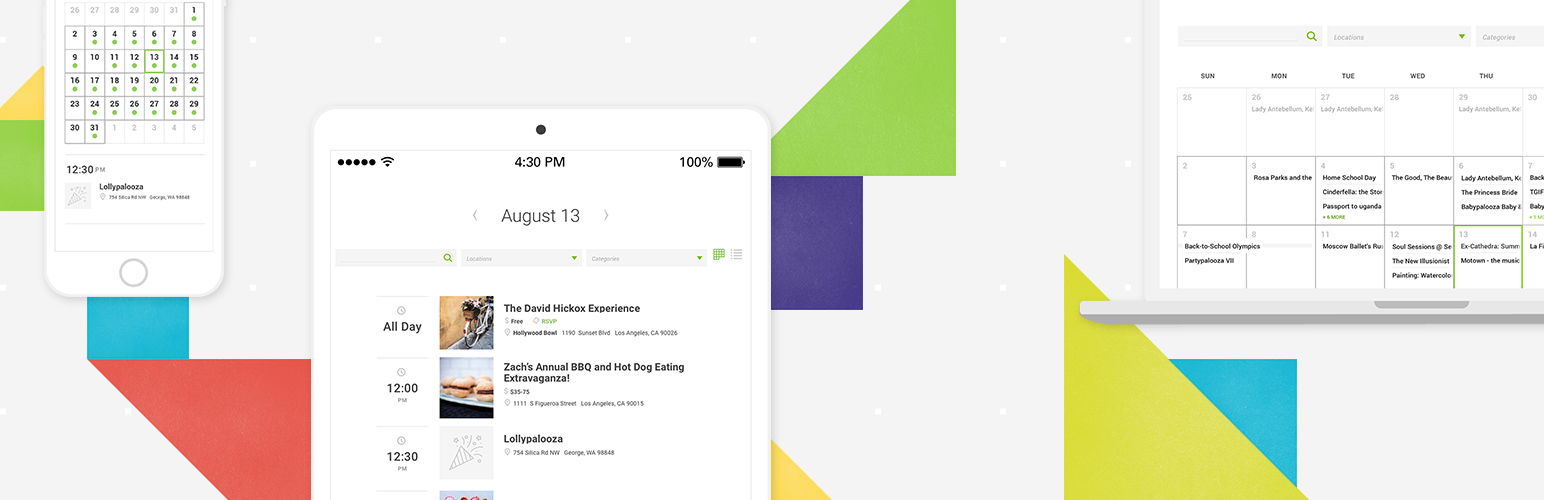 26 27 28 29 30 31 1
2 3 4 5 6 7 8
9 10 11 12 13 14 15
16 17 18 19 20 21 22
23 24 25 26 27 28 29
30 31 1 2 3 4 5
12:30 PM
Lollypalooza
754 Silica Rd NW George, WA 98848
4:30 PM 100%
August 13
Locations Categories
All Day
The David Hickox Experience
$ Free RSVP
Hollywood Bowl 1190 Sunset Blvd Los Angeles, CA 90026
12:00
PM
Zach's Annual BBQ and Hot Dog Eating
Extravaganza!
$ $35-75
1111 S Figueroa Street Los Angeles, CA 90015
12:30
PM
Lollypalooza
754 Silica Rd NW George, WA 98848
Locations Categories
SUN MON TUE WED THU
25 26 27 28 29 30
Lady Antebellum, Ke Lady Antebellum, Ke Lady Antebellum, Ke
2 3 4 5 6 7
Rosa Parks and the Home School Day The Good, The Beau Lady Antebellum, Ke Back
Cinderfella: the Stor The Princess Bride TGIF
Passport to uganda Babypalooza Baby & Baby
+ 6 MORE + 1 MO
7 8 11 12 13 14
Back-to-School Olympics Moscow Ballet's Ru Soul Sessions @ Se Ex-Cathedra: Summ La Fi
Partypalooza VII The New Illusionist Motown - the music
Painting: Watercolo